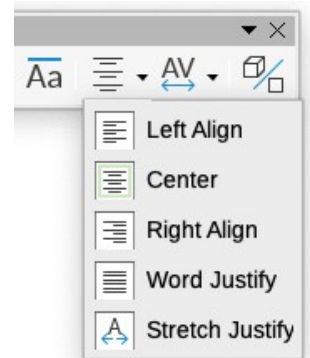 Aa AV
Left Align
Center
Right Align
Word Justify
A Stretch Justify